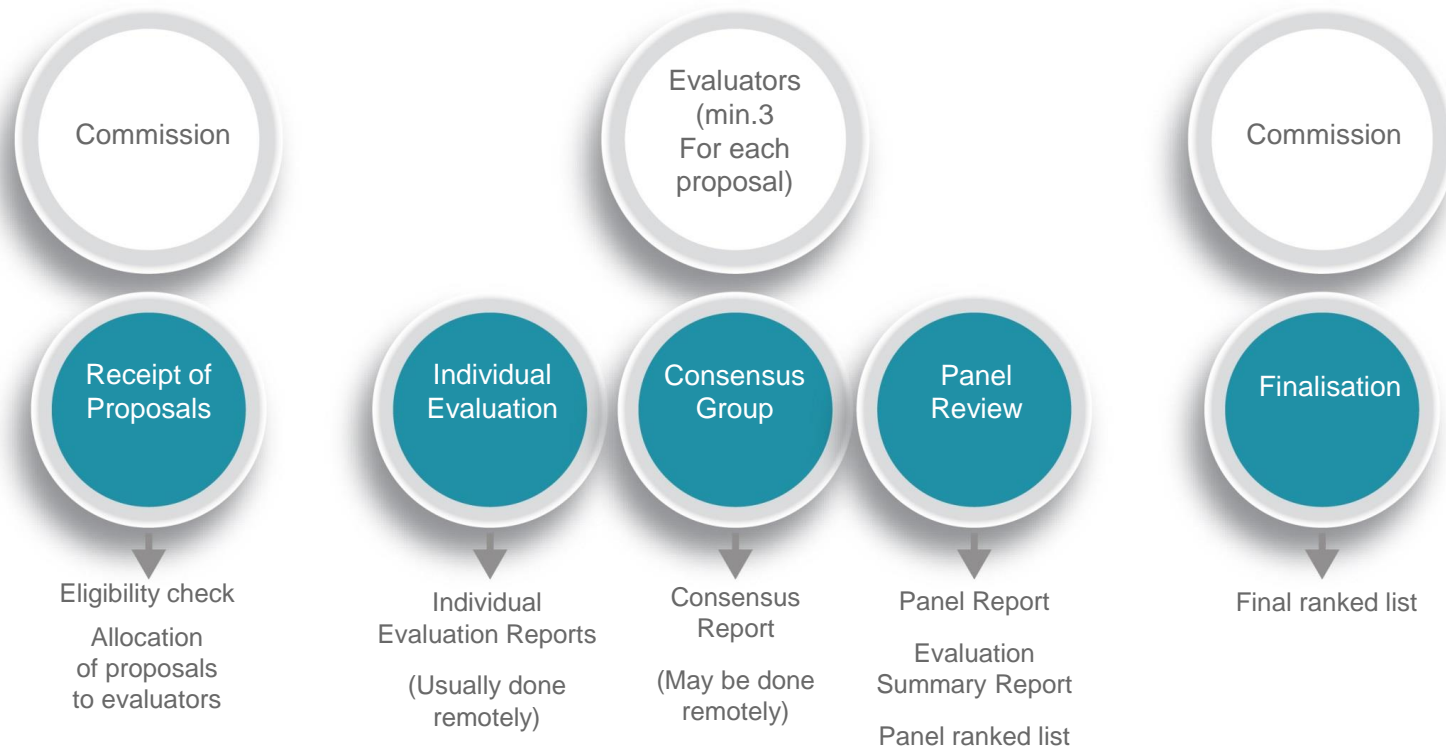 Commission
Evaluators
(min.3
For each
proposal)
Commission
Receipt of
Proposals
Individual
Evaluation
Consensus
Group
Panel
Review
Finalisation
Eligibility check
Allocation
of proposals
to evaluators
Individual
Evaluation Reports
(Usually done
remotely)
Consensus
Report
(May be done
remotely)
Panel Report
Evaluation
Summary Report
Panel ranked list
Final ranked list